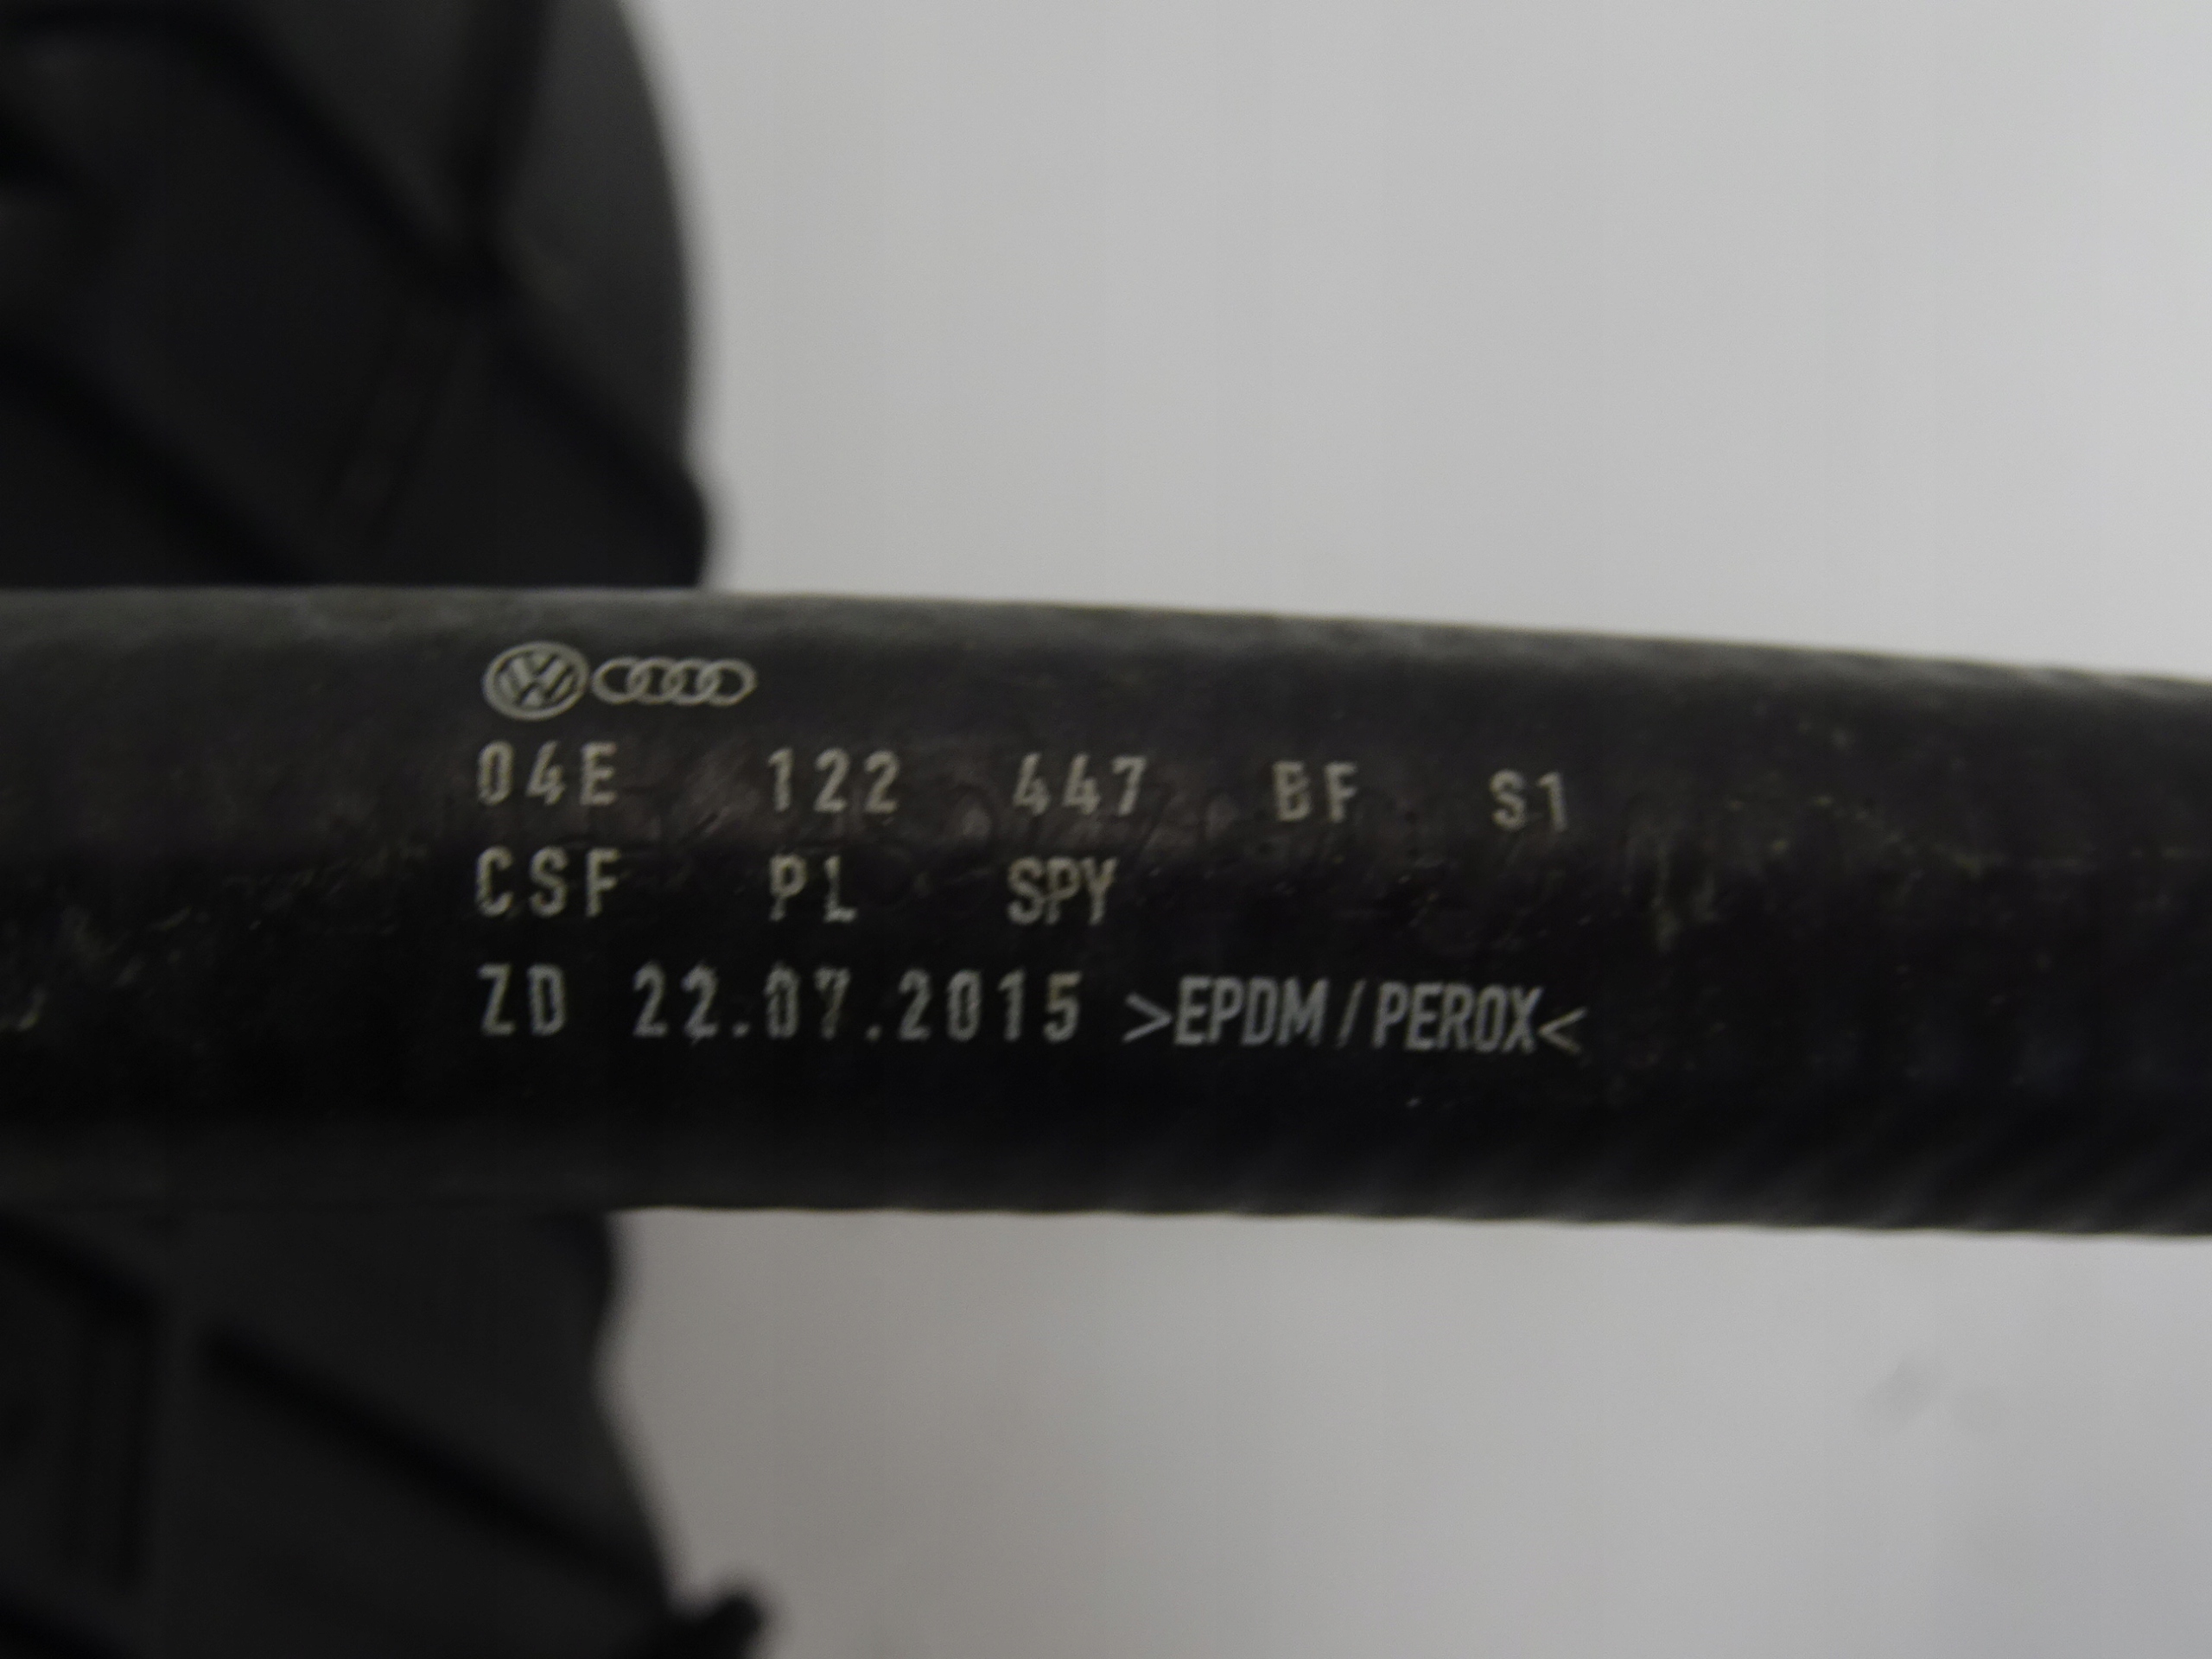 04E 122 447 BF S1
CSF PL SPY
ZD 22.07.2015 >EPDM/PEROX<